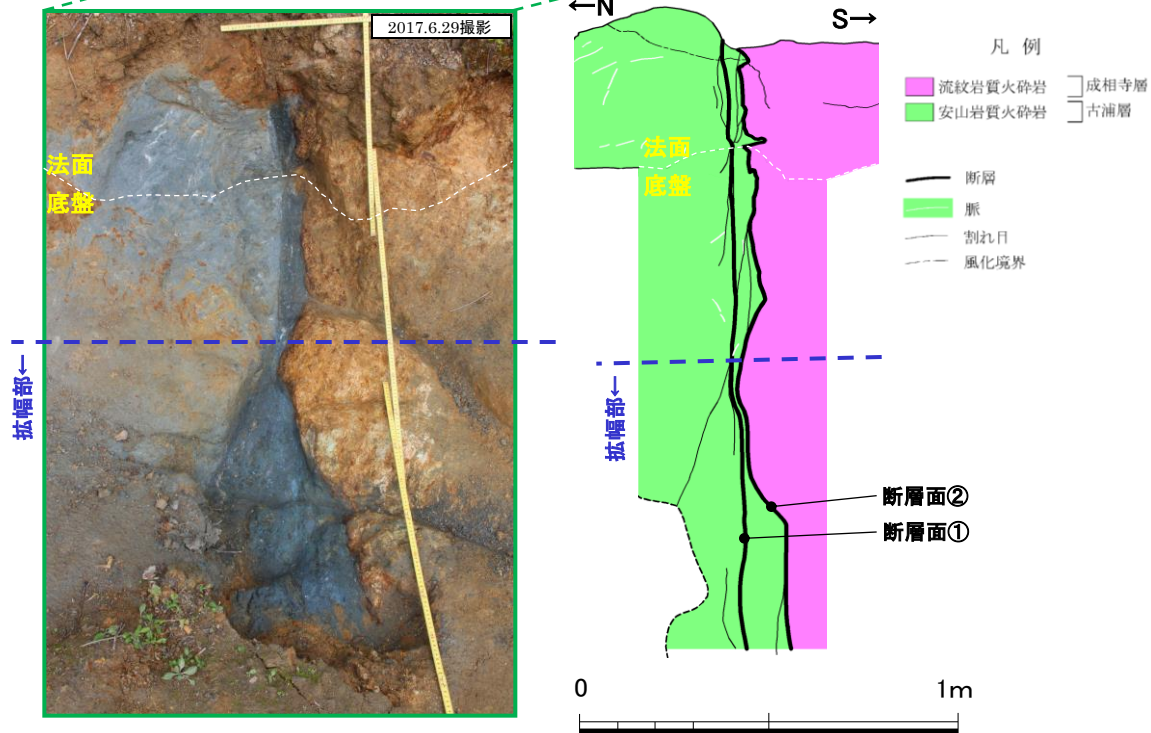 2017.6.29撮影
法面
底盤
拡幅部←
←N
S→
法面
底盤
拡幅部←
断層面②
断層面①
0
1m
凡 例
流紋岩質火砕岩
成相寺層
安山岩質火砕岩
古浦層
断層
脈
割れ目
風化境界